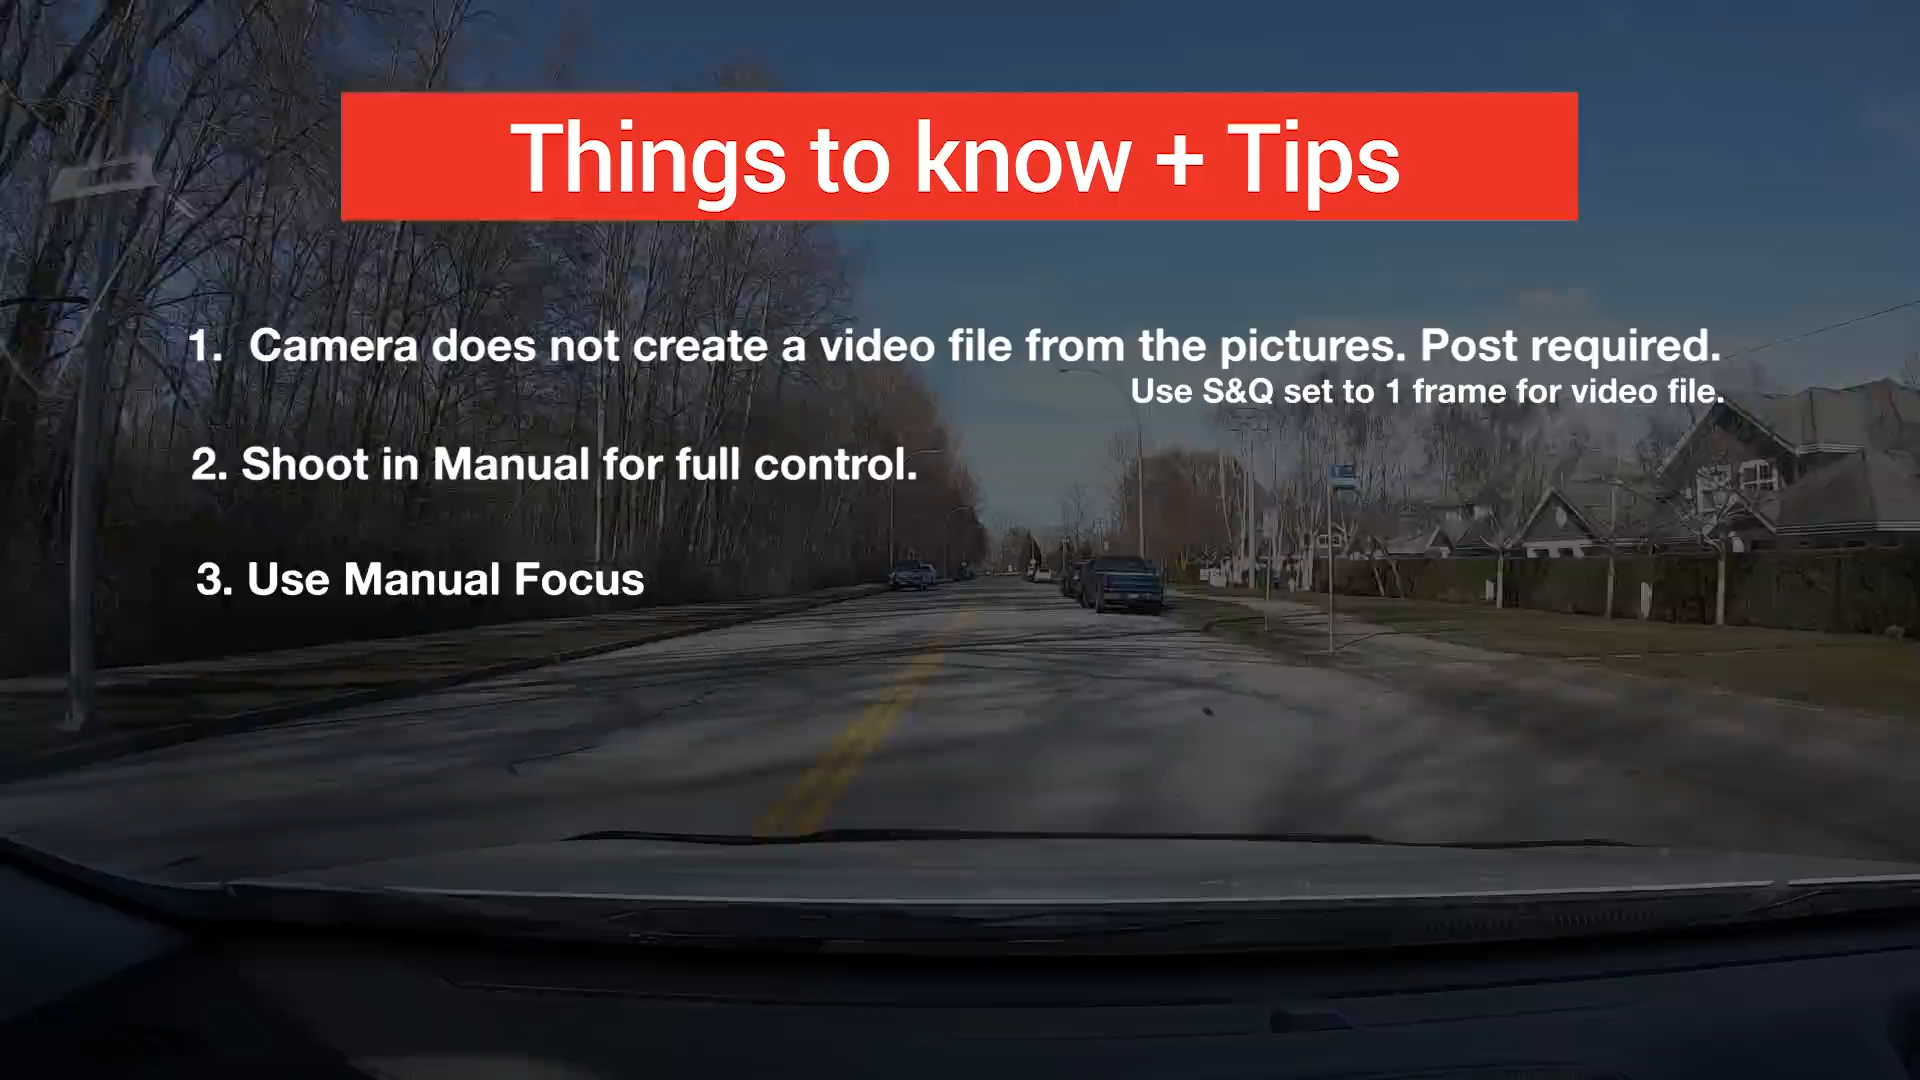 Things to know + Tips
1. Camera does not create a video file from the pictures. Post required.
Use S&Q set to 1 frame for video file.
2. Shoot in Manual for full control.
3. Use Manual Focus